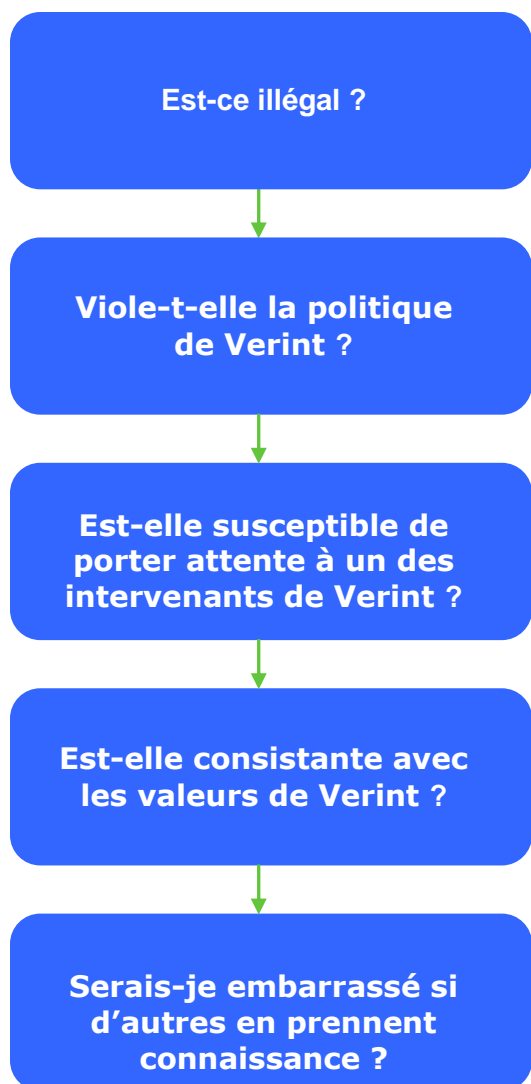 Est-ce illégal ?
Viole-t-elle la politique
de Verint ?
Est-elle susceptible de
porter attente à un des
intervenants de Verint ?
Est-elle consistante avec
les valeurs de Verint ?
Serais-je embarrassé si
d’autres en prennent
connaissance ?